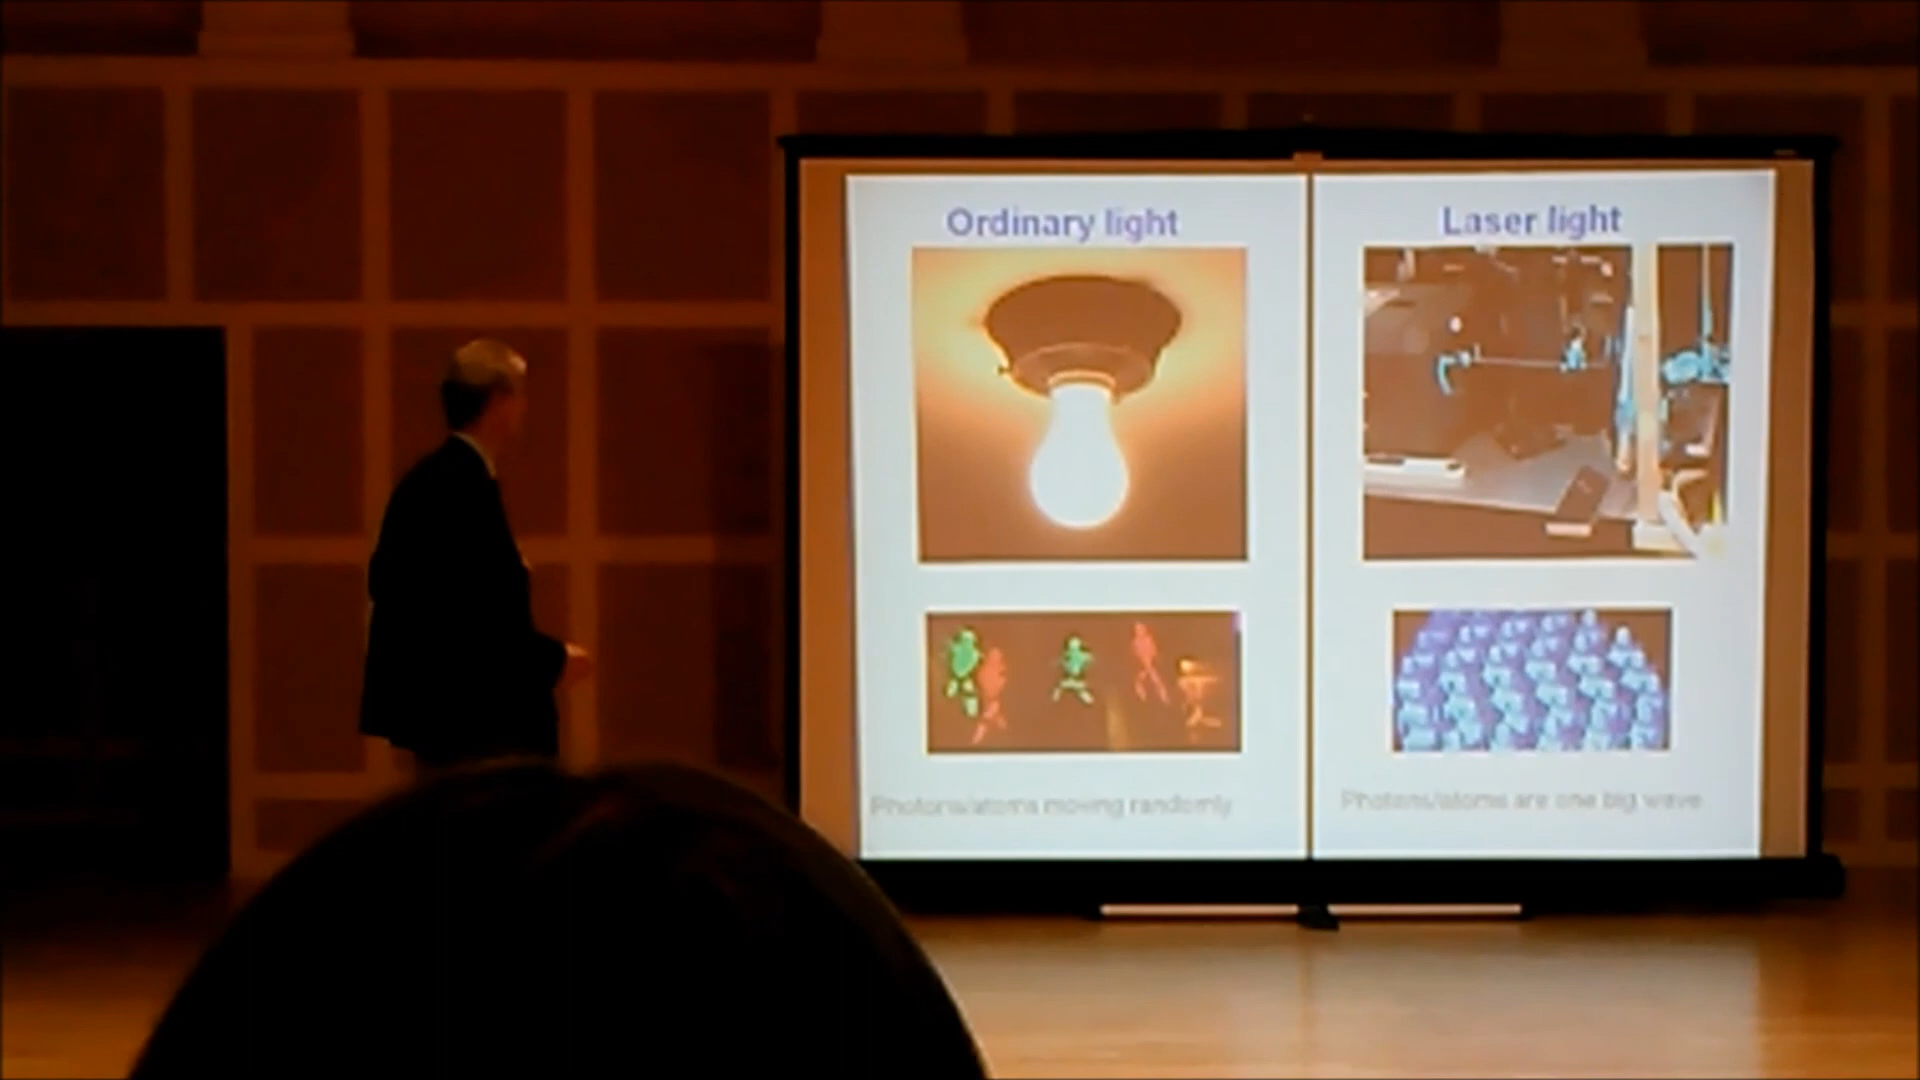 Ordinary light
Laser light
Photons/atoms moving randomly
Photons/atoms are one big wave